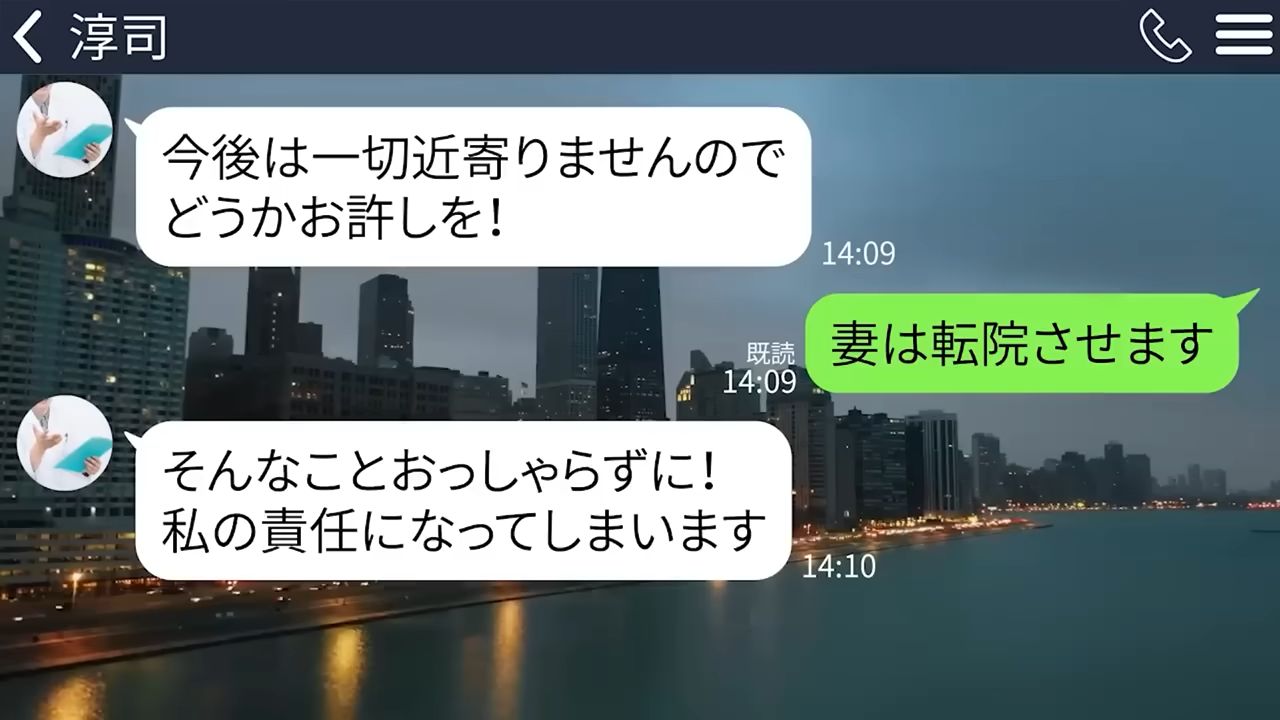 淳司
今後は一切近寄りませんので
どうかお許しを！
14:09
妻は転院させます
既読
14:09
そんなことおっしゃらずに！
私の責任になってしまいます
14:10